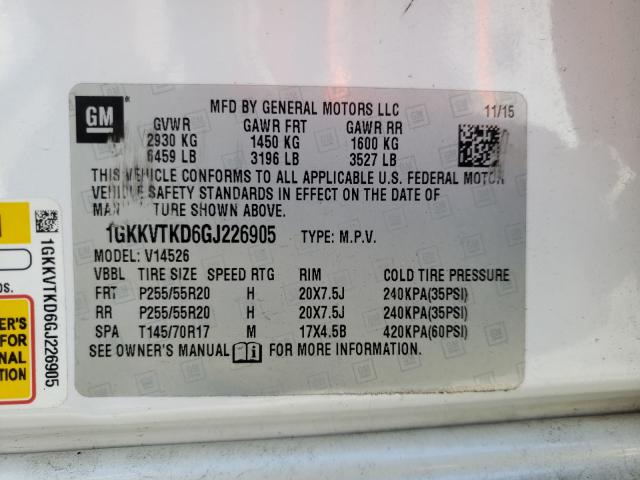 GM
MFD BY GENERAL MOTORS LLC
11/15
GVWR GAWR FRT GAWR RR
2930 KG 1450 KG 1600 KG
6459 LB 3196 LB 3527 LB
THIS VEHICLE CONFORMS TO ALL APPLICABLE U.S. FEDERAL MOTOR
VEHICLE SAFETY STANDARDS IN EFFECT ON THE DATE OF
MAN TURE SHOWN ABOVE.
1GKKVTKD6GJ226905 TYPE: M.P.V.
MODEL: V14526
VBBL TIRE SIZE SPEED RTG RIM COLD TIRE PRESSURE
FRT P255/55R20 H 20X7.5J 240KPA(35PSI)
RR P255/55R20 H 20X7.5J 240KPA(35PSI)
SPA T145/70R17 M 17X4.5B 420KPA(60PSI)
SEE OWNER'S MANUAL FOR MORE INFORMATION.
1GKKVTKD6GJ226905